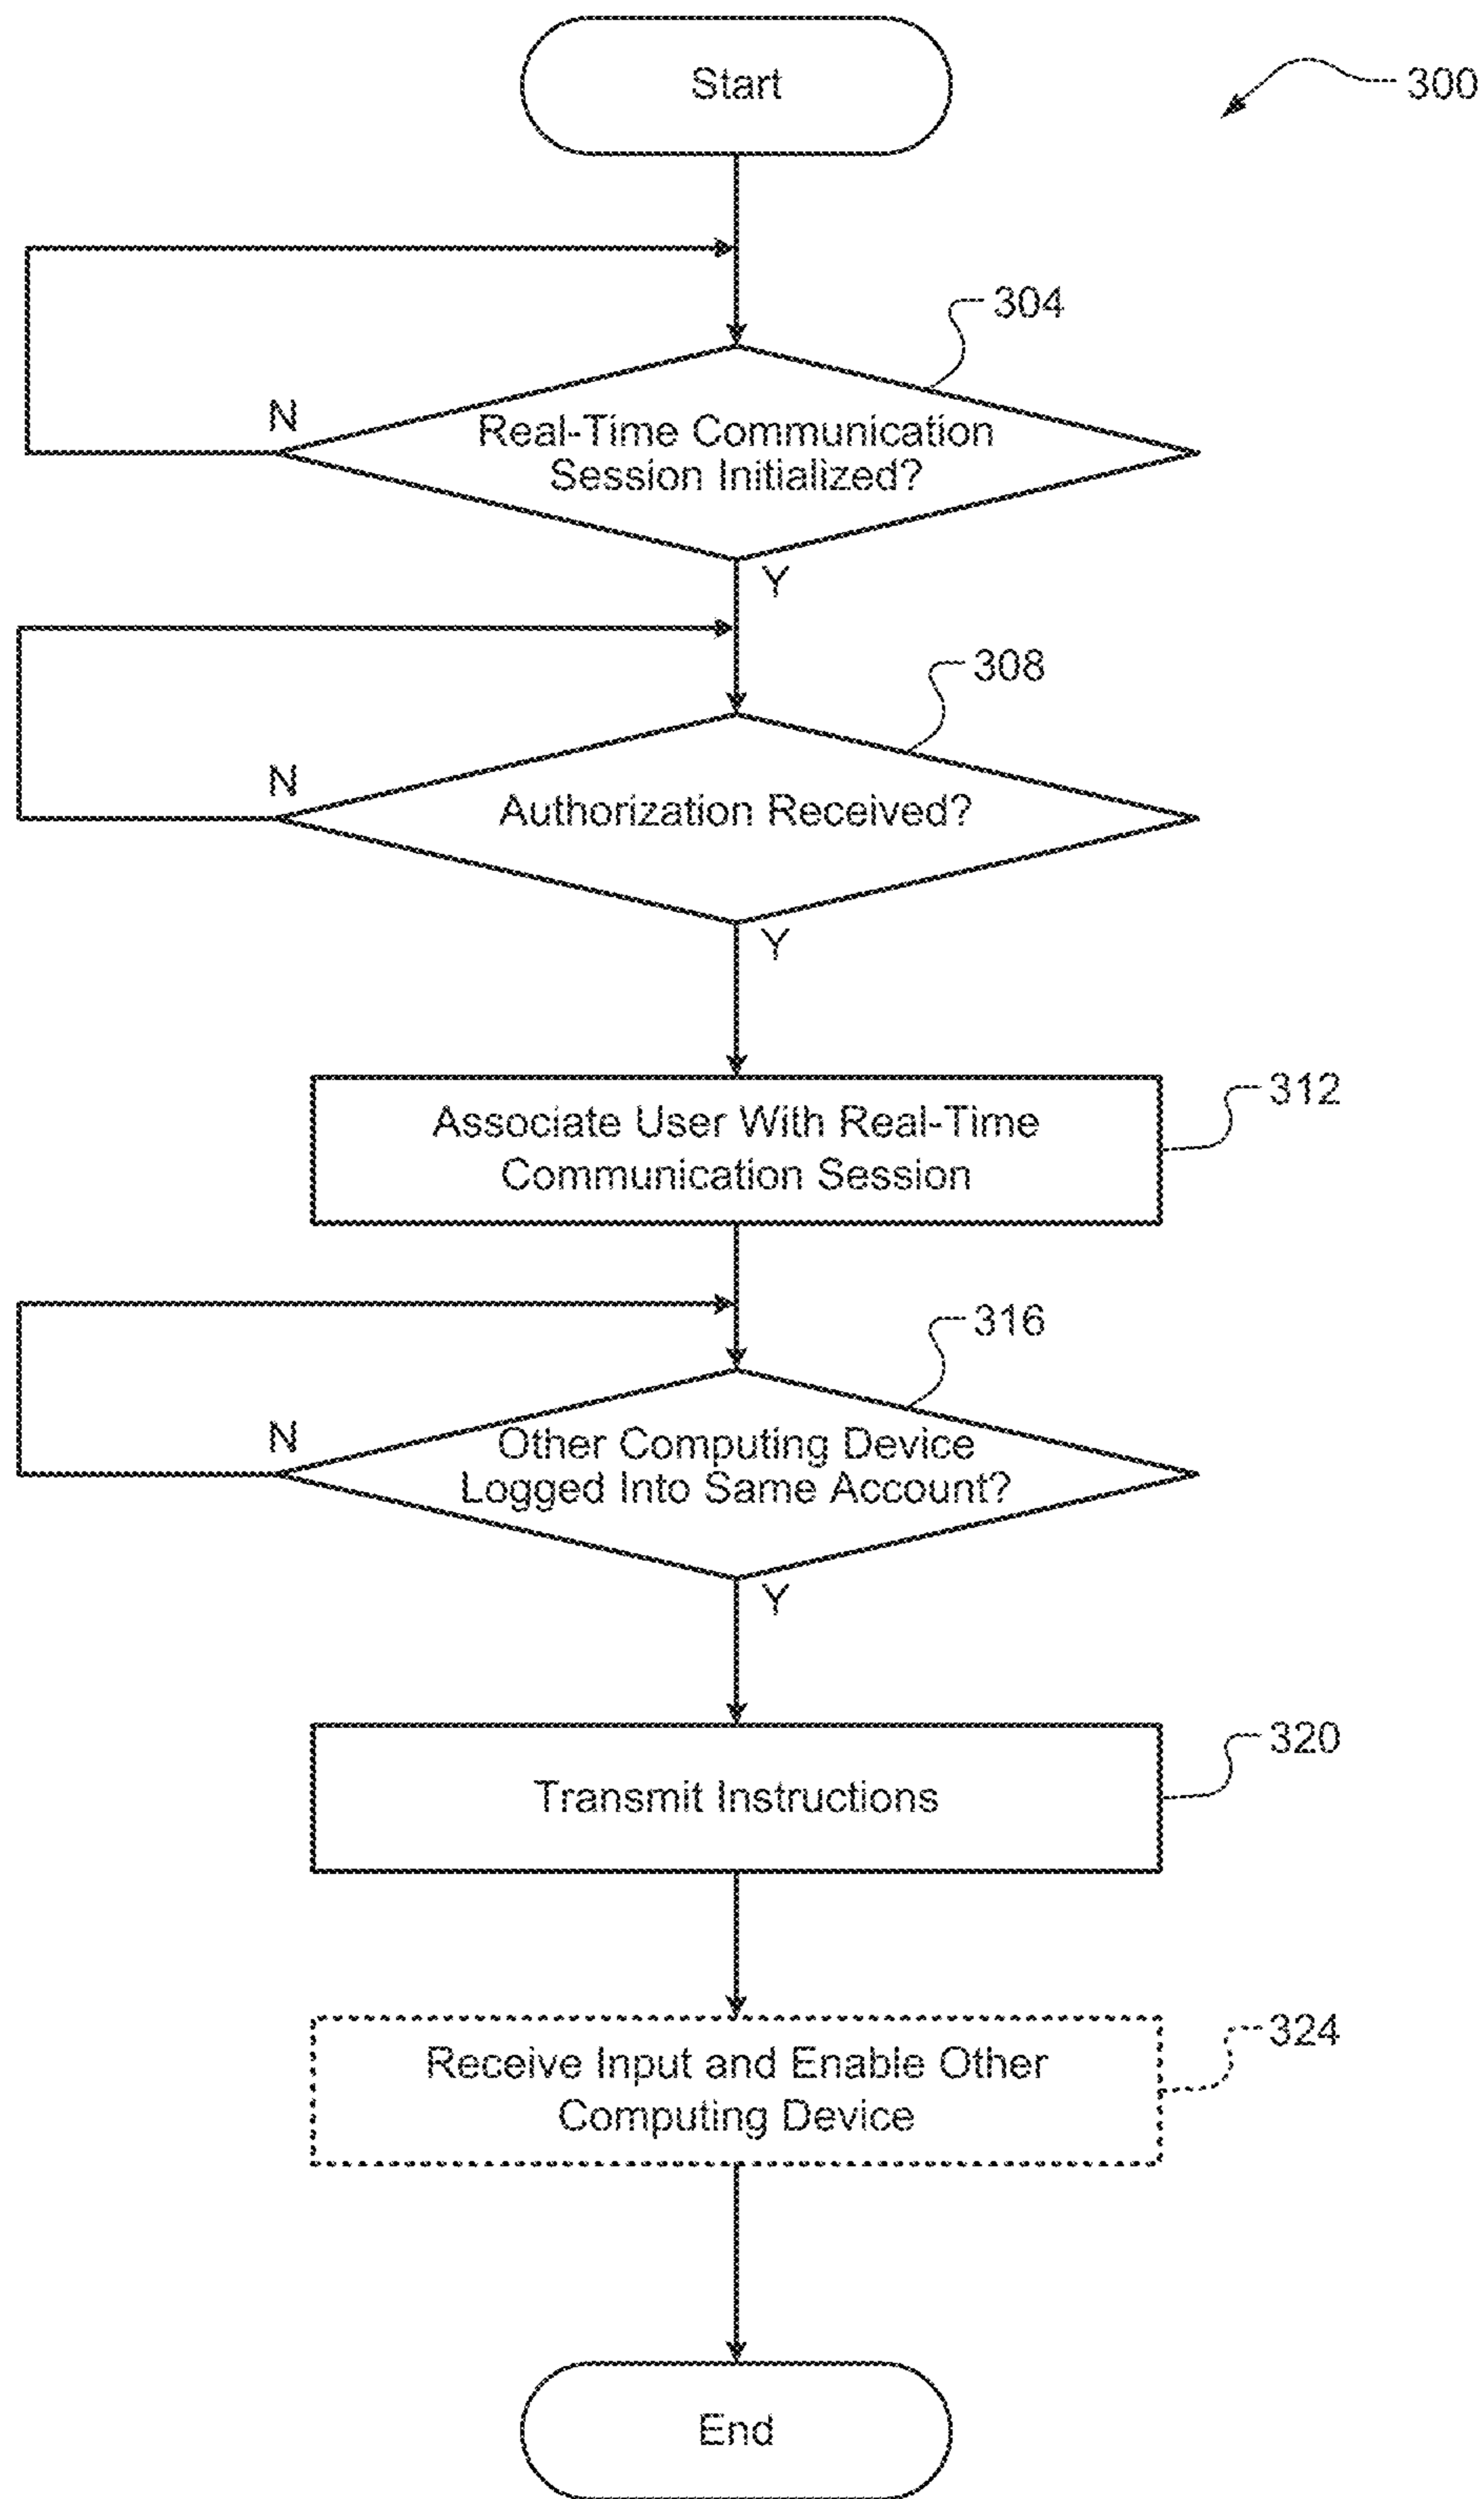 Start
300
304
N
Real-Time Communication
Session Initialized?
Y
308
N
Authorization Received?
Y
312
Associate User With Real-Time
Communication Session
316
N
Other Computing Device
Logged Into Same Account?
Y
320
Transmit Instructions
324
Receive Input and Enable Other
Computing Device
End